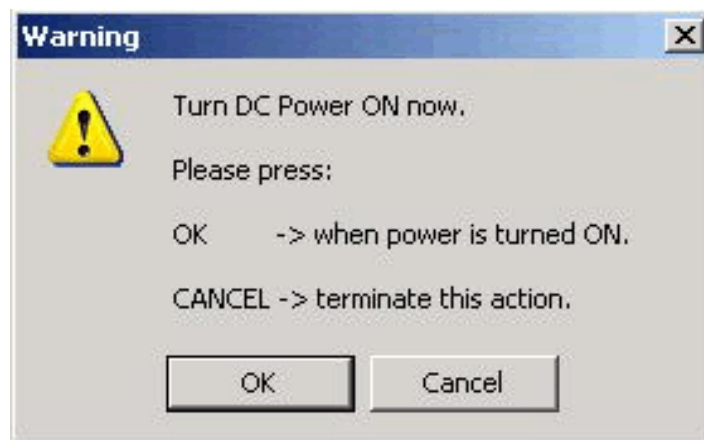 Warning
Turn DC Power ON now.
Please press:
OK -> when power is turned ON.
CANCEL -> terminate this action.
OK Cancel